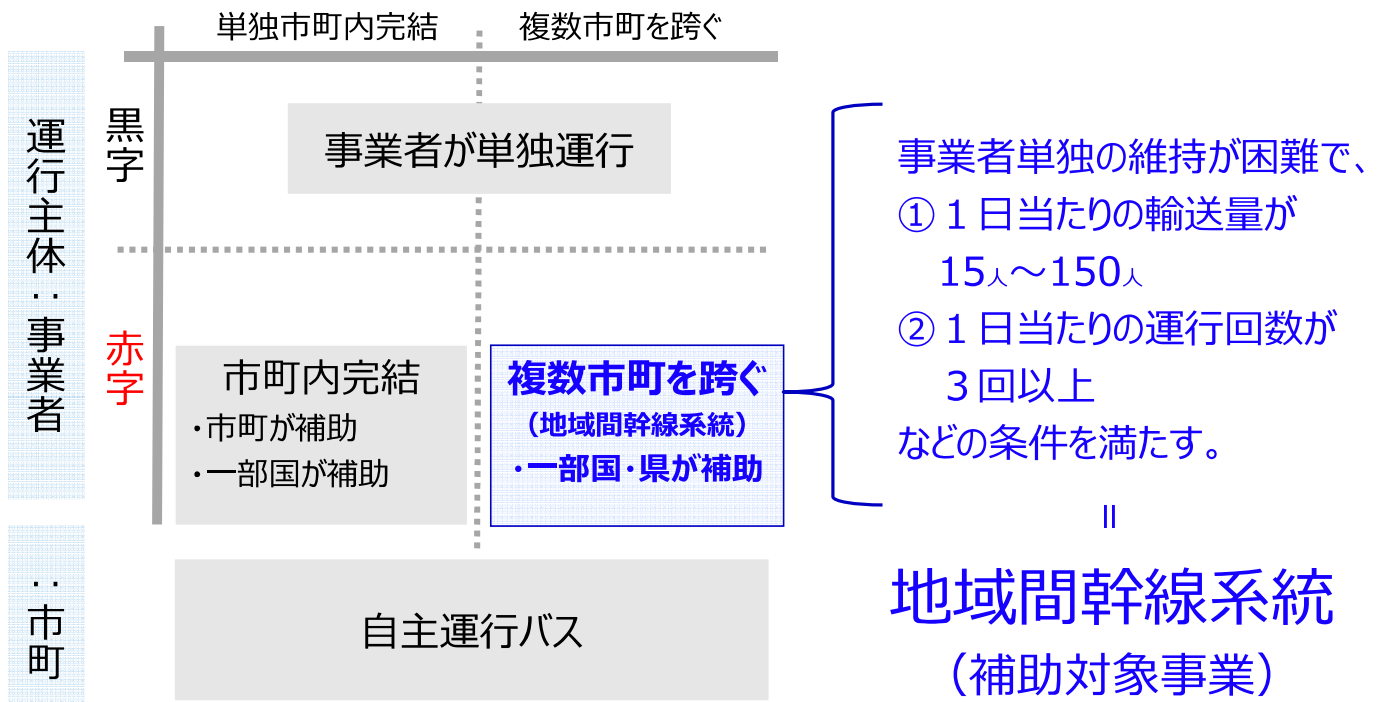 単独市町内完結
複数市町を跨ぐ
運行主体：事業者
黒字
事業者が単独運行
赤字
市町内完結
・市町が補助
・一部国が補助
複数市町を跨ぐ
（地域間幹線系統）
・一部国・県が補助
：市町
自主運行バス
事業者単独の維持が困難で、
①１日当たりの輸送量が
15人～150人
②１日当たりの運行回数が
３回以上
などの条件を満たす。
＝
地域間幹線系統
（補助対象事業）